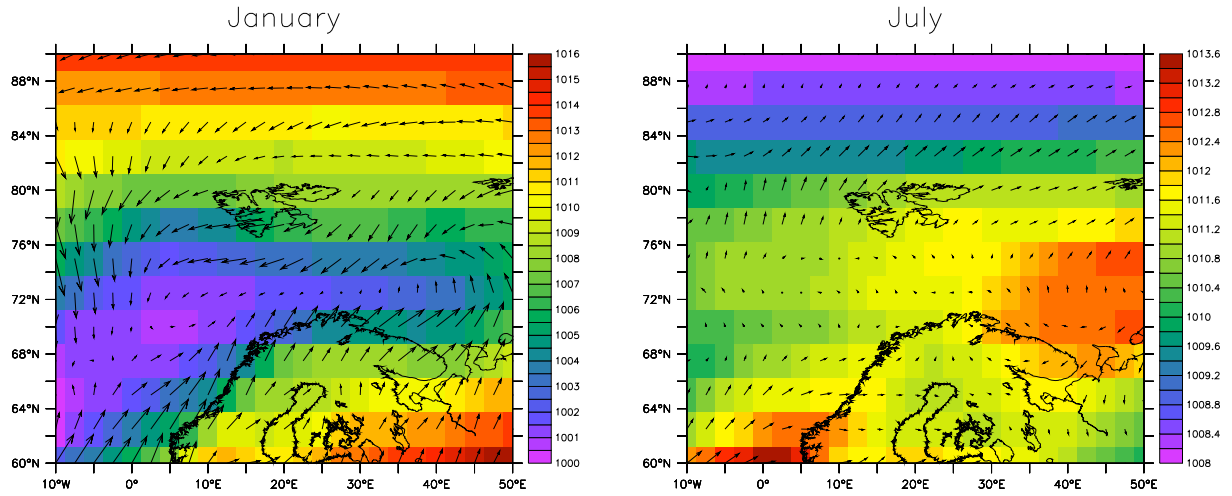 January
July
88°N
84°N
80°N
76°N
72°N
68°N
64°N
60°N
10°W
0°
10°E
20°E
30°E
40°E
50°E
1016
1015
1014
1013
1012
1011
1010
1009
1008
1007
1006
1005
1004
1003
1002
1001
1000
88°N
84°N
80°N
76°N
72°N
68°N
64°N
60°N
10°W
0°
10°E
20°E
30°E
40°E
50°E
1013.6
1012.8
1012.4
1012
1011.6
1011.2
1010.8
1010.4
1010
1009.6
1009.2
1008.8
1008.4
1008